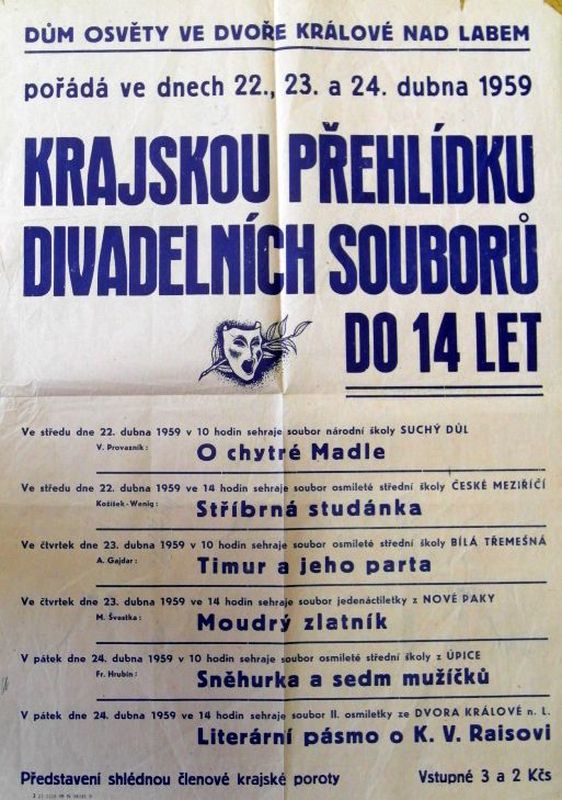 DŮM OSVĚTY VE DVOŘE KRÁLOVÉ NAD LABEM
pořádá ve dnech 22., 23. a 24. dubna 1959
KRAJSKOU PŘEHLÍDKU
DIVADELNÍCH SOUBORŮ
DO 14 LET
Ve středu dne 22. dubna 1959 v 10 hodin sehraje soubor národní školy SUCHÝ DŮL
V. Provazník: O chytré Madle
Ve středu dne 22. dubna 1959 ve 14 hodin sehraje soubor osmileté střední školy ČESKÉ MEZIŘÍČÍ
Kožíšek - Wenig: Stříbrná studánka
Ve čtvrtek dne 23. dubna 1959 v 10 hodin sehraje soubor osmileté střední školy BÍLÁ TŘEMEŠNÁ
A. Gajdar: Timur a jeho parta
Ve čtvrtek dne 23. dubna 1959 ve 14 hodin sehraje soubor jedenáctiletky z NOVÉ PAKY
M. Švastka: Moudrý zlatník
V pátek dne 24. dubna 1959 v 10 hodin sehraje soubor osmileté střední školy z ÚPICE
Fr. Hrubín: Sněhurka a sedm mužíčků
V pátek dne 24. dubna 1959 ve 14 hodin sehraje soubor II. osmiletky ze DVORA KRÁLOVÉ n. L.
Literární pásmo o K. V. Raisovi
Představení shlédnou členové krajské poroty Vstupné 3 a 2 Kčs